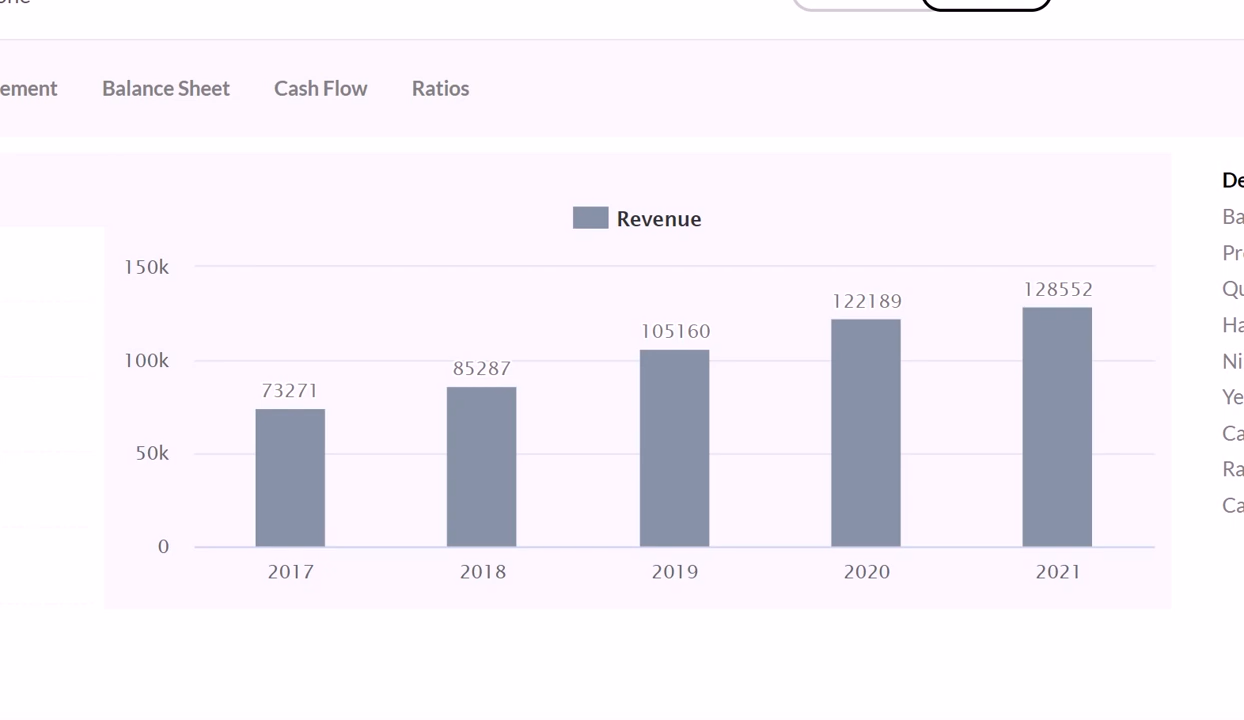 ement Balance Sheet Cash Flow Ratios
Revenue
150k
100k
50k
0
73271
85287
105160
122189
128552
2017 2018 2019 2020 2021
De
Ba
Pr
Qu
Ha
Ni
Ye
Ca
Ra
Ca